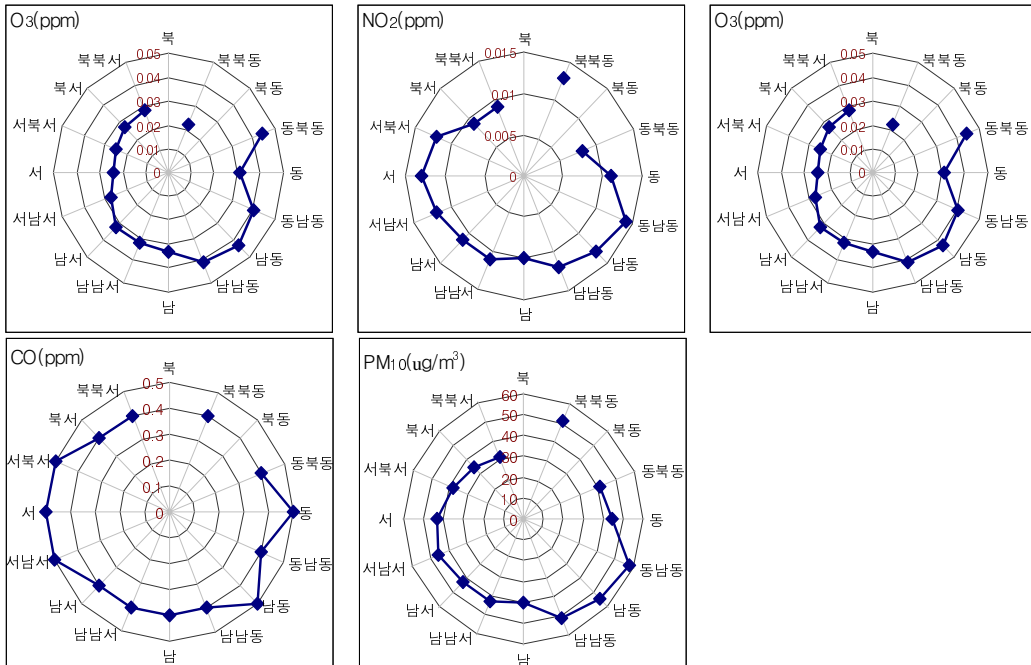 O3(ppm)
북
북북동
북동
동북동
동
동남동
남동
남남동
남
남남서
남서
서남서
서
서북서
북서
북북서
0.05
0.04
0.03
0.02
0.01
0
NO2(ppm)
북
북북동
북동
동북동
동
동남동
남동
남남동
남
남남서
남서
서남서
서
서북서
북서
북북서
0.015
0.01
0.005
0
O3(ppm)
북
북북동
북동
동북동
동
동남동
남동
남남동
남
남남서
남서
서남서
서
서북서
북서
북북서
0.05
0.04
0.03
0.02
0.01
0
CO(ppm)
북
북북동
북동
동북동
동
동남동
남동
남남동
남
남남서
남서
서남서
서
서북서
북서
북북서
0.5
0.4
0.3
0.2
0.1
0
PM10(ug/m³)
북
북북동
북동
동북동
동
동남동
남동
남남동
남
남남서
남서
서남서
서
서북서
북서
북북서
60
50
40
30
20
10
0